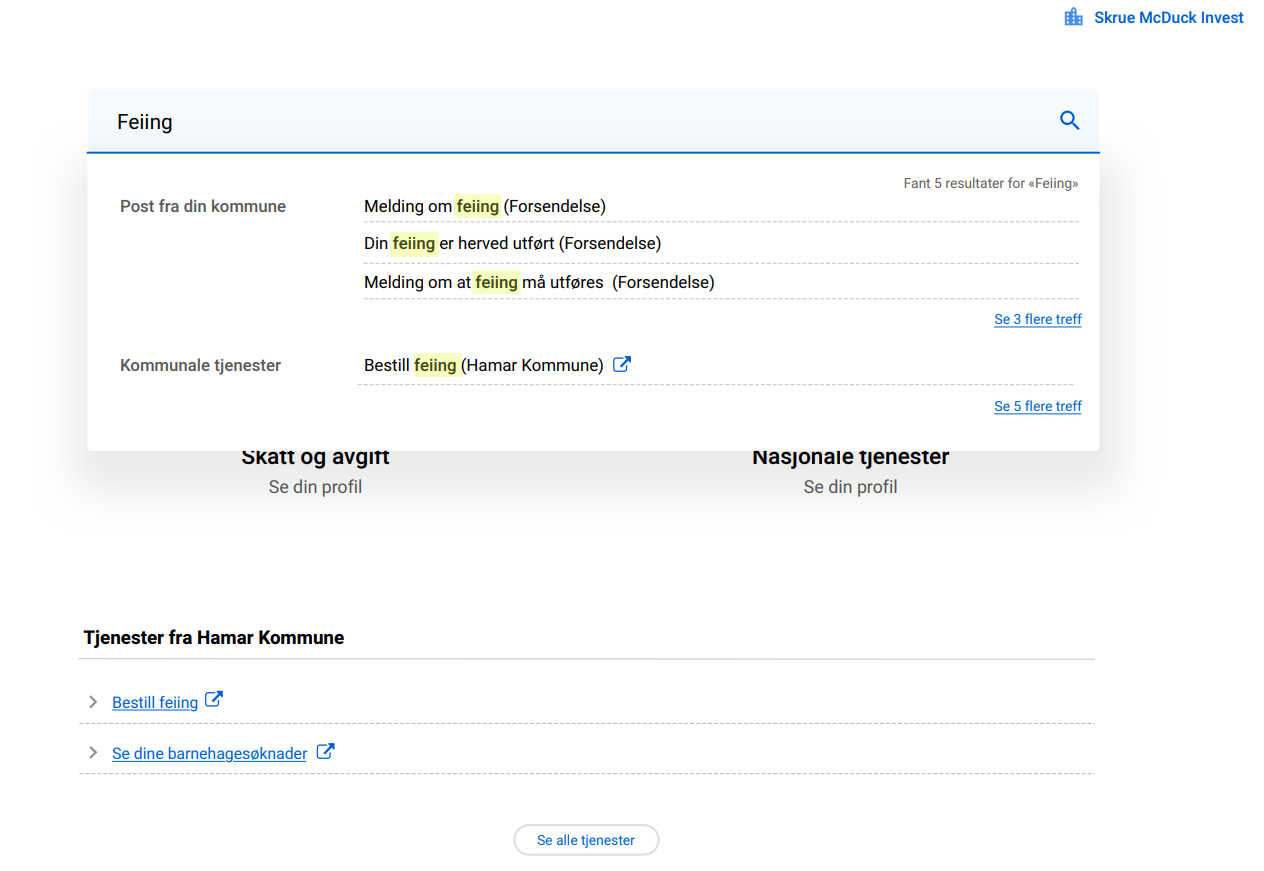 Skrue McDuck Invest
Feiing
Fant 5 resultater for «Feiing»
Post fra din kommune
Melding om feiing (Forsendelse)
Din feiing er herved utført (Forsendelse)
Melding om at feiing må utføres (Forsendelse)
Se 3 flere treff
Kommunale tjenester
Bestill feiing (Hamar Kommune)
Se 5 flere treff
Skatt og avgift
Nasjonale tjenester
Se din profil
Se din profil
Tjenester fra Hamar Kommune
Bestill feiing
Se dine barnehagesøknader
Se alle tjenester